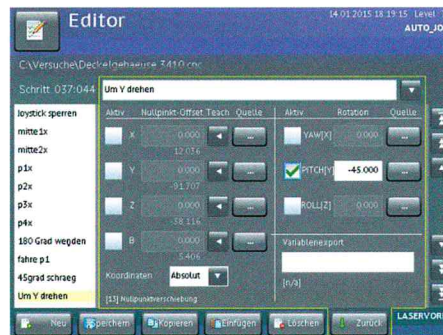 Editor
14.01.2015 18:19:15 Level
AUTO_JO
C:\Versuche\Deckelgehaeuse 3410.cnc
Schritt 037:044
Um Y drehen
Joystick sperren
mitte1x
mitte2x
p1x
p2x
p3x
p4x
180 Grad wegden
fahre p1
45grad schraeg
Um Y drehen
Aktiv Nullpinkt-Offset Teach Quelle
X 0.000 ...
12.036
Y 0.000 ...
-91.707
Z 0.000 ...
-38.116
B 0.000 ...
5.406
Koordinaten Absolut
[13] Nullpunktverschiebung
Aktiv Rotation Quelle
YAW[X] 0.000 ...
PITCH[Y] -45.000 ...
ROLL[Z] 0.000 ...
Variablenexport
[n/a]
Neu Speichern Kopieren Einfügen Löschen Zurück
LASERVOR